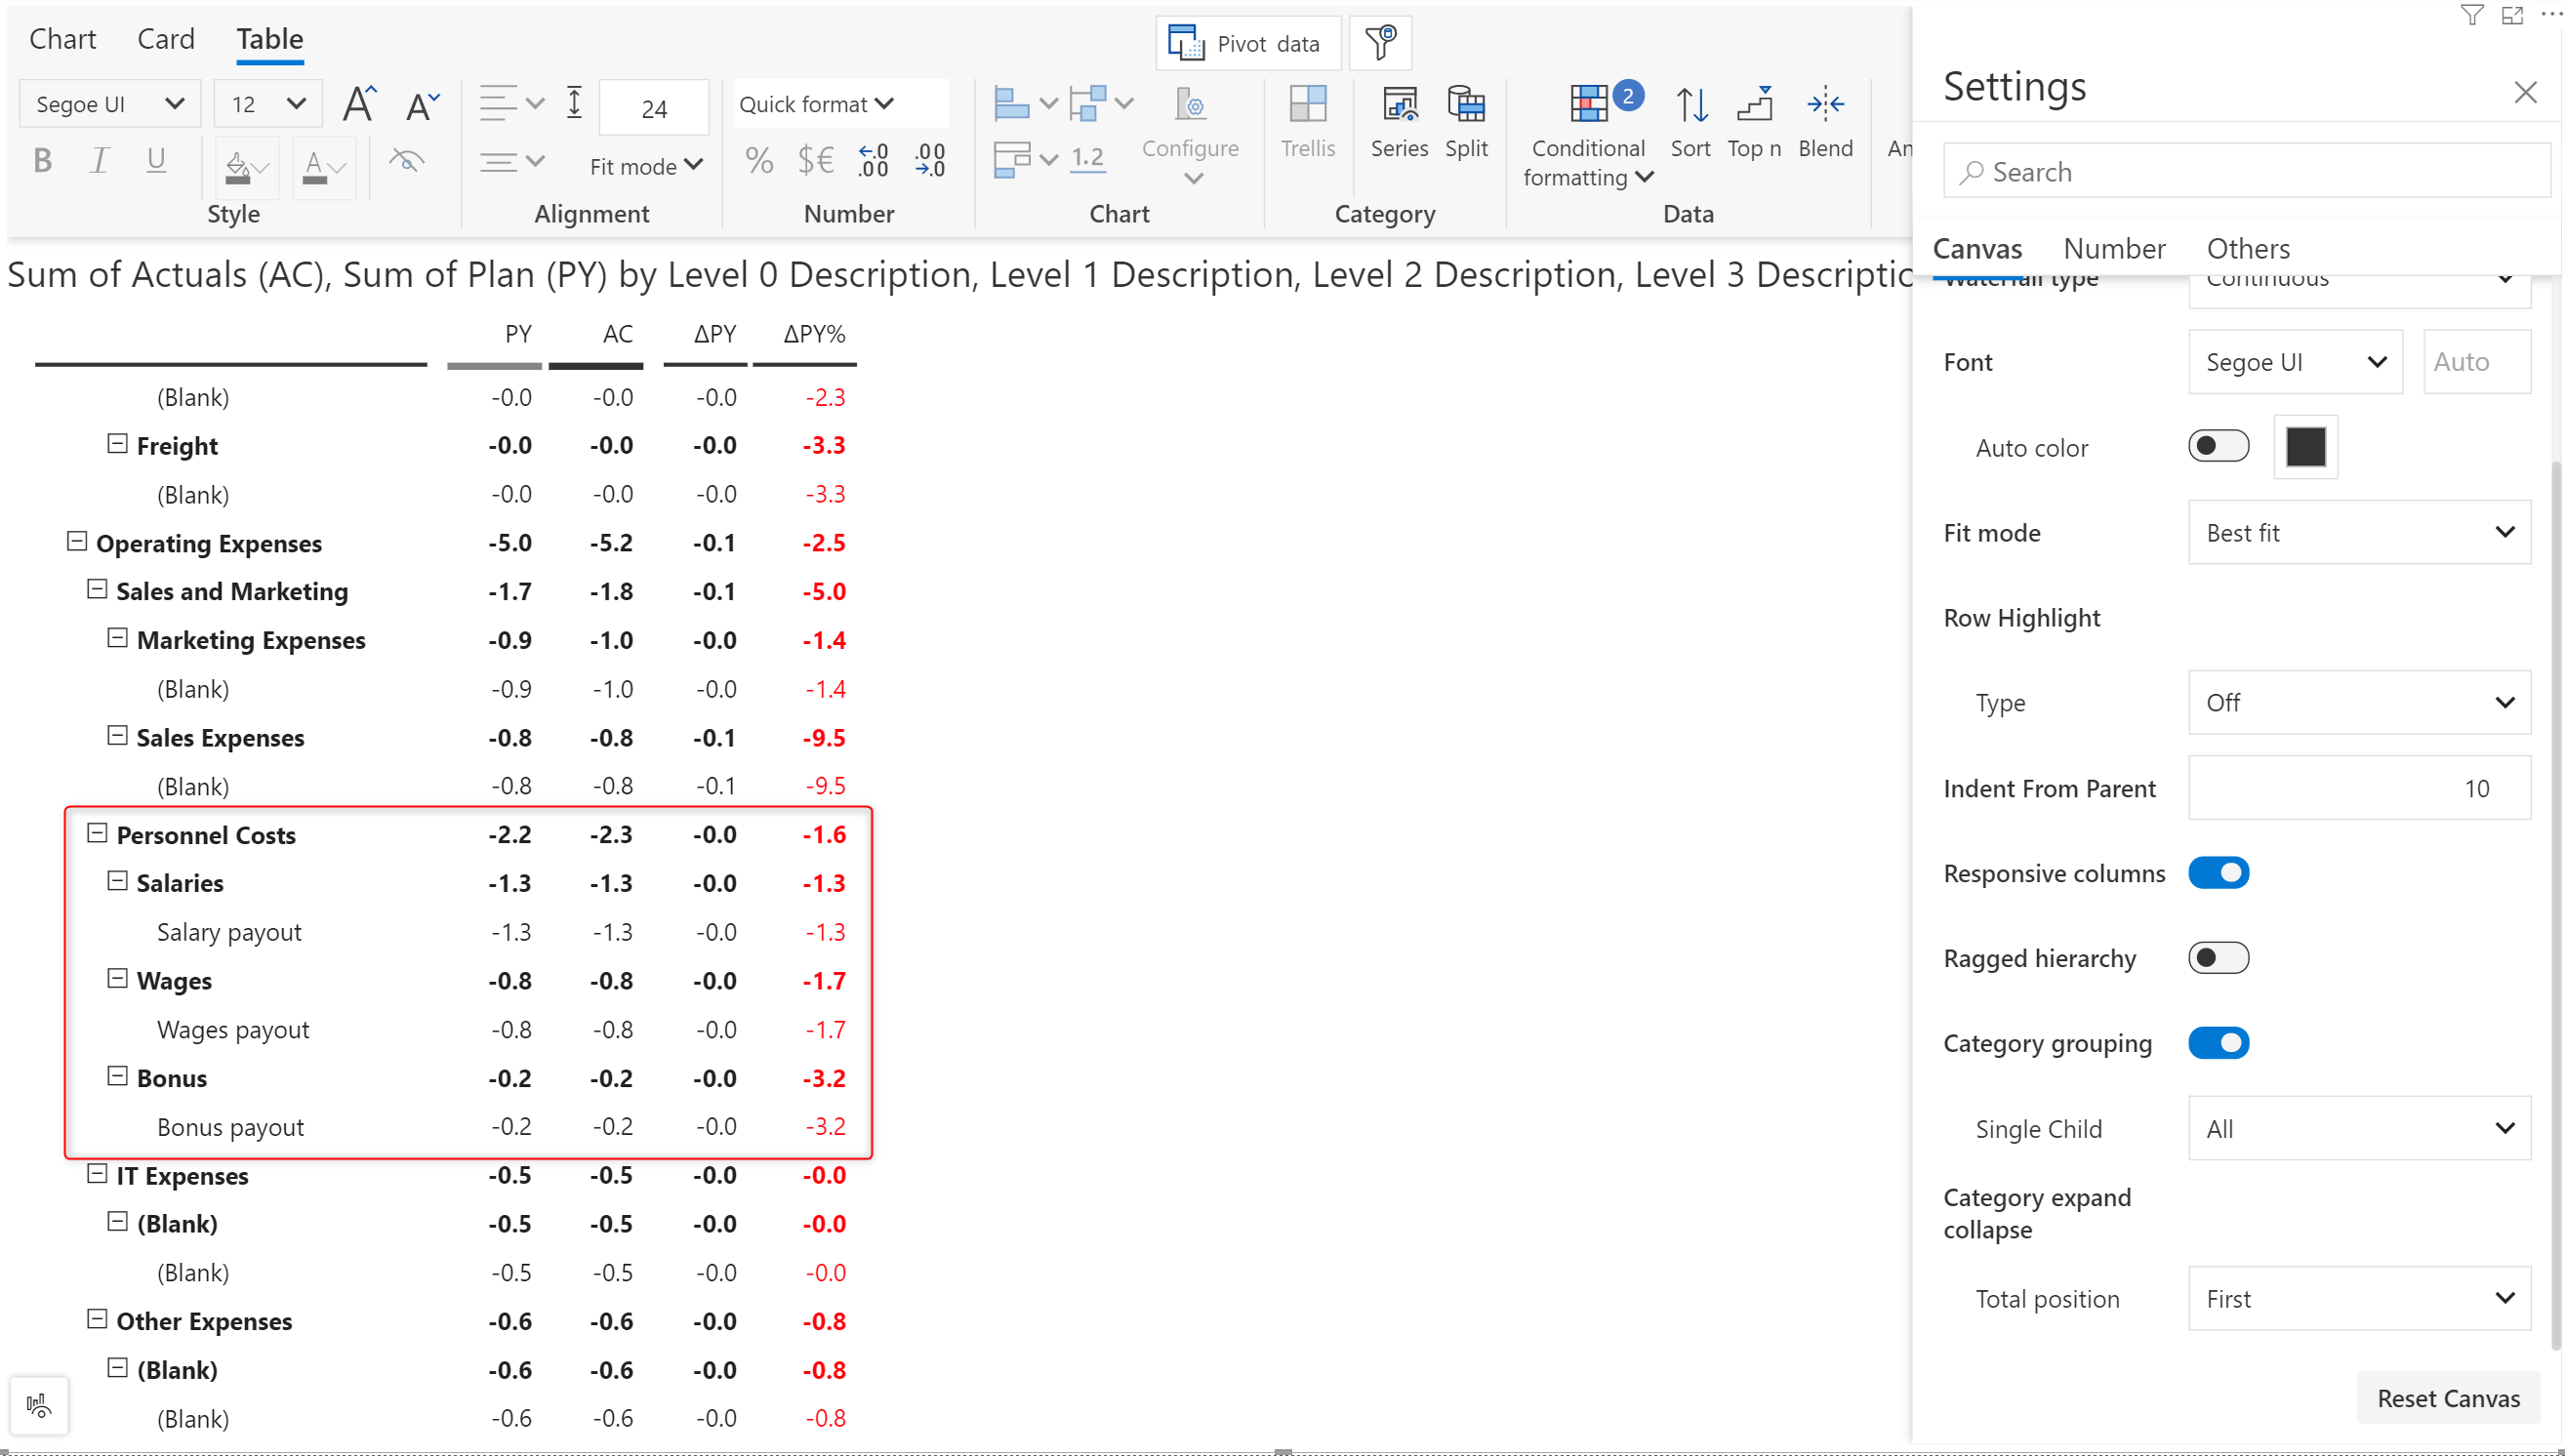 Chart Card Table
Pivot data
Segoe UI 12 24 Quick format
2
B I U A Fit mode % $€ 1.2
Configure Trellis Series Split Conditional formatting Sort Top n Blend An
Style Alignment Number Chart Category Data
Sum of Actuals (AC), Sum of Plan (PY) by Level 0 Description, Level 1 Description, Level 2 Description, Level 3 Descriptio
PY AC ΔPY ΔPY%
(Blank) -0.0 -0.0 -0.0 -2.3
Freight -0.0 -0.0 -0.0 -3.3
(Blank) -0.0 -0.0 -0.0 -3.3
Operating Expenses -5.0 -5.2 -0.1 -2.5
Sales and Marketing -1.7 -1.8 -0.1 -5.0
Marketing Expenses -0.9 -1.0 -0.0 -1.4
(Blank) -0.9 -1.0 -0.0 -1.4
Sales Expenses -0.8 -0.8 -0.1 -9.5
(Blank) -0.8 -0.8 -0.1 -9.5
Personnel Costs -2.2 -2.3 -0.0 -1.6
Salaries -1.3 -1.3 -0.0 -1.3
Salary payout -1.3 -1.3 -0.0 -1.3
Wages -0.8 -0.8 -0.0 -1.7
Wages payout -0.8 -0.8 -0.0 -1.7
Bonus -0.2 -0.2 -0.0 -3.2
Bonus payout -0.2 -0.2 -0.0 -3.2
IT Expenses -0.5 -0.5 -0.0 -0.0
(Blank) -0.5 -0.5 -0.0 -0.0
(Blank) -0.5 -0.5 -0.0 -0.0
Other Expenses -0.6 -0.6 -0.0 -0.8
(Blank) -0.6 -0.6 -0.0 -0.8
(Blank) -0.6 -0.6 -0.0 -0.8
Settings
Search
Canvas Number Others
Waterfall type Continuous
Font Segoe UI Auto
Auto color
Fit mode Best fit
Row Highlight
Type Off
Indent From Parent 10
Responsive columns
Ragged hierarchy
Category grouping
Single Child All
Category expand
collapse
Total position First
Reset Canvas